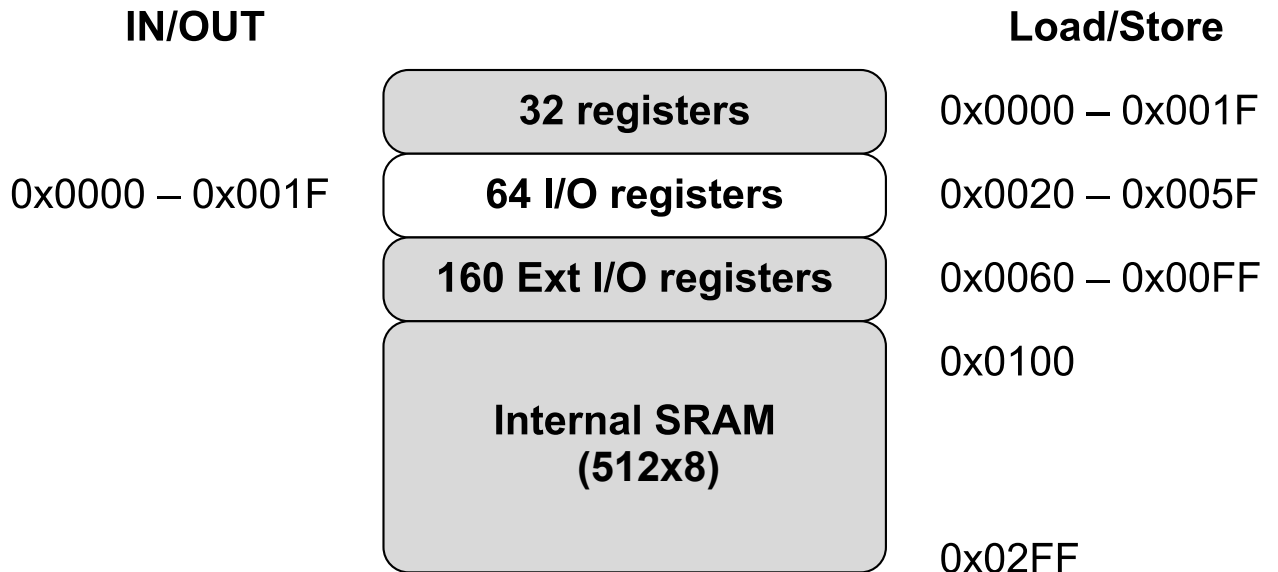 IN/OUT
Load/Store
32 registers
0x0000 – 0x001F
0x0000 – 0x001F
64 I/O registers
0x0020 – 0x005F
160 Ext I/O registers
0x0060 – 0x00FF
0x0100
Internal SRAM
(512x8)
0x02FF